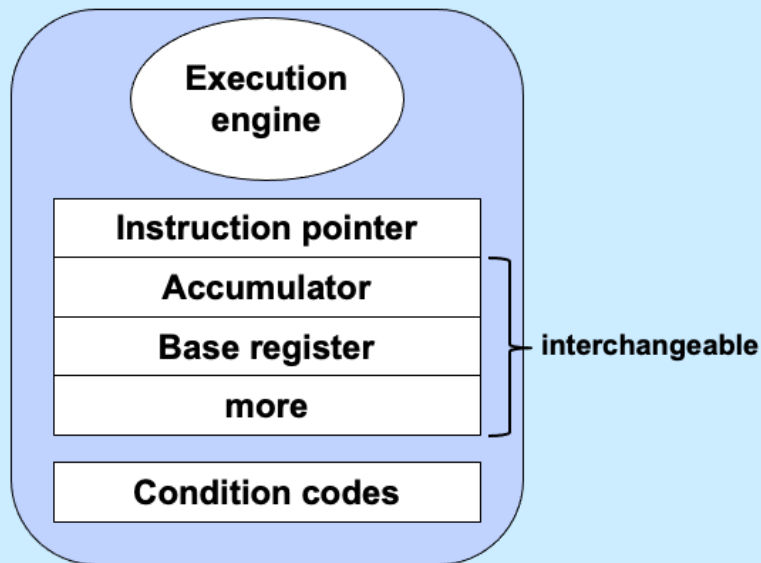 Execution
engine
Instruction pointer
Accumulator
Base register
interchangeable
more
Condition codes